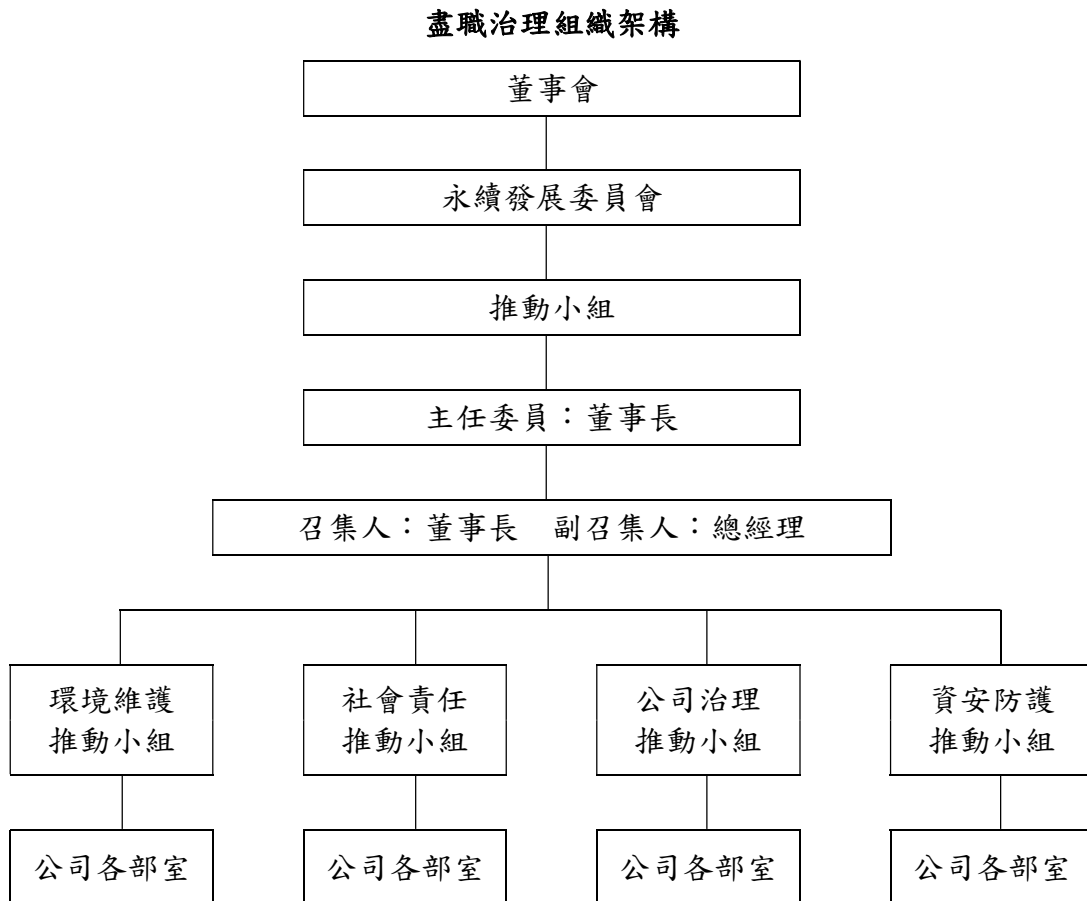 盡職治理組織架構
董事會
永續發展委員會
推動小組
主任委員：董事長
召集人：董事長　副召集人：總經理
環境維護
推動小組
社會責任
推動小組
公司治理
推動小組
資安防護
推動小組
公司各部室
公司各部室
公司各部室
公司各部室